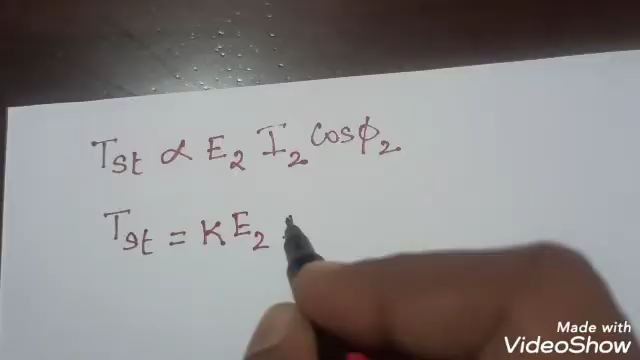 Tst ∝ E₂ I₂ cosϕ₂
Tst = K E₂
Made with
VideoShow